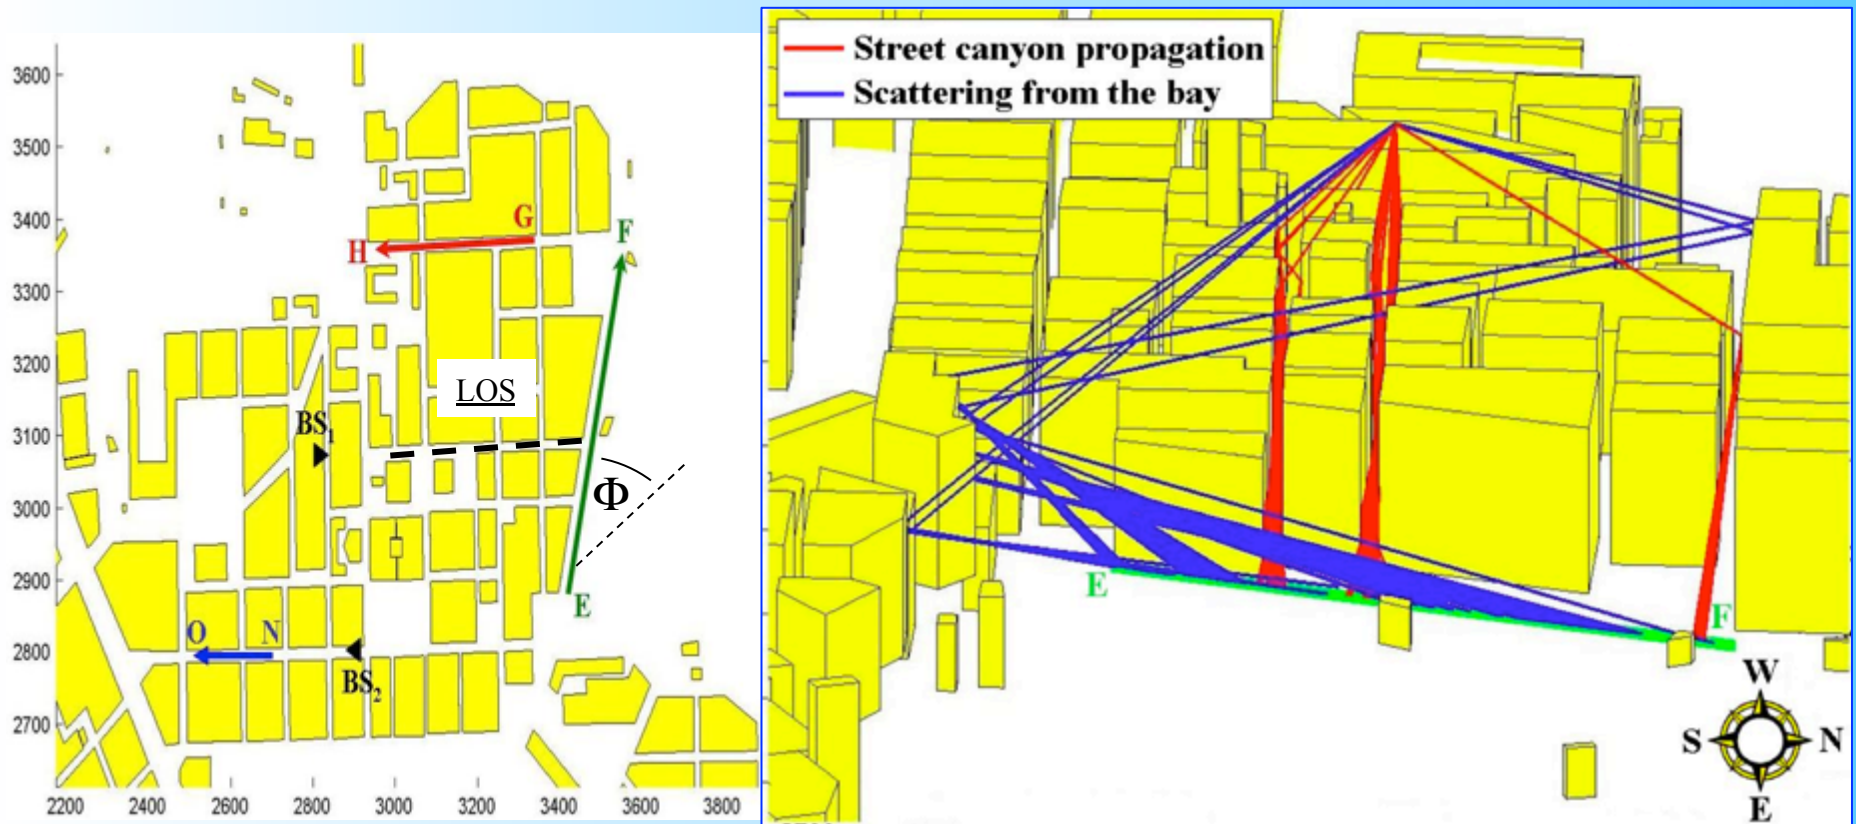 3600
3500
3400
3300
3200
3100
3000
2900
2800
2700
2200 2400 2600 2800 3000 3200 3400 3600 3800
G
F
H
LOS
BS1
Φ
E
O
N
BS2
Street canyon propagation
Scattering from the bay
E
F
W
S
N
E